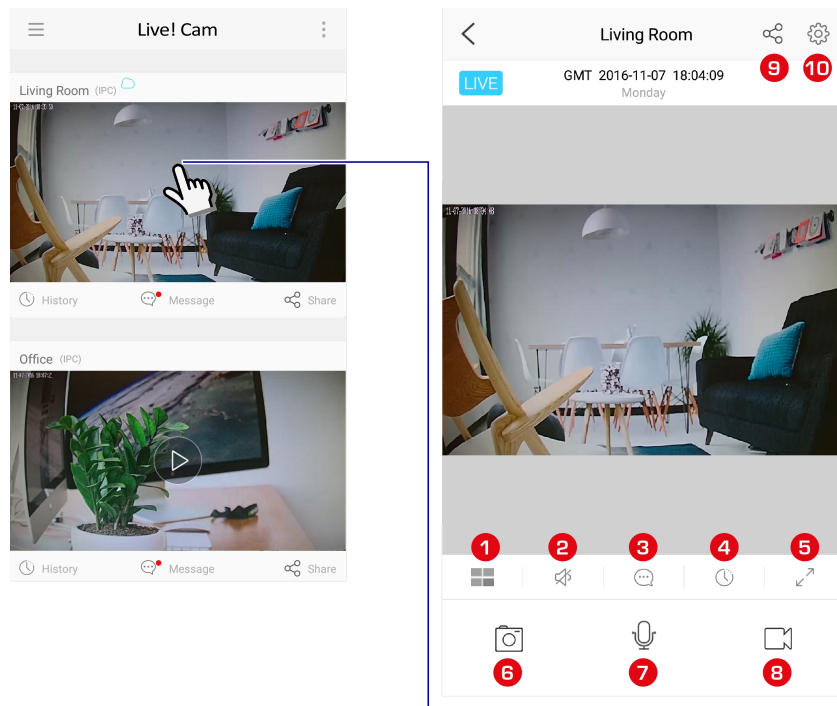 Live! Cam
Living Room (IPC)
History
Message
Share
Office (IPC)
History
Message
Share
Living Room
9
10
LIVE
GMT 2016-11-07 18:04:09
Monday
1
2
3
4
5
6
7
8